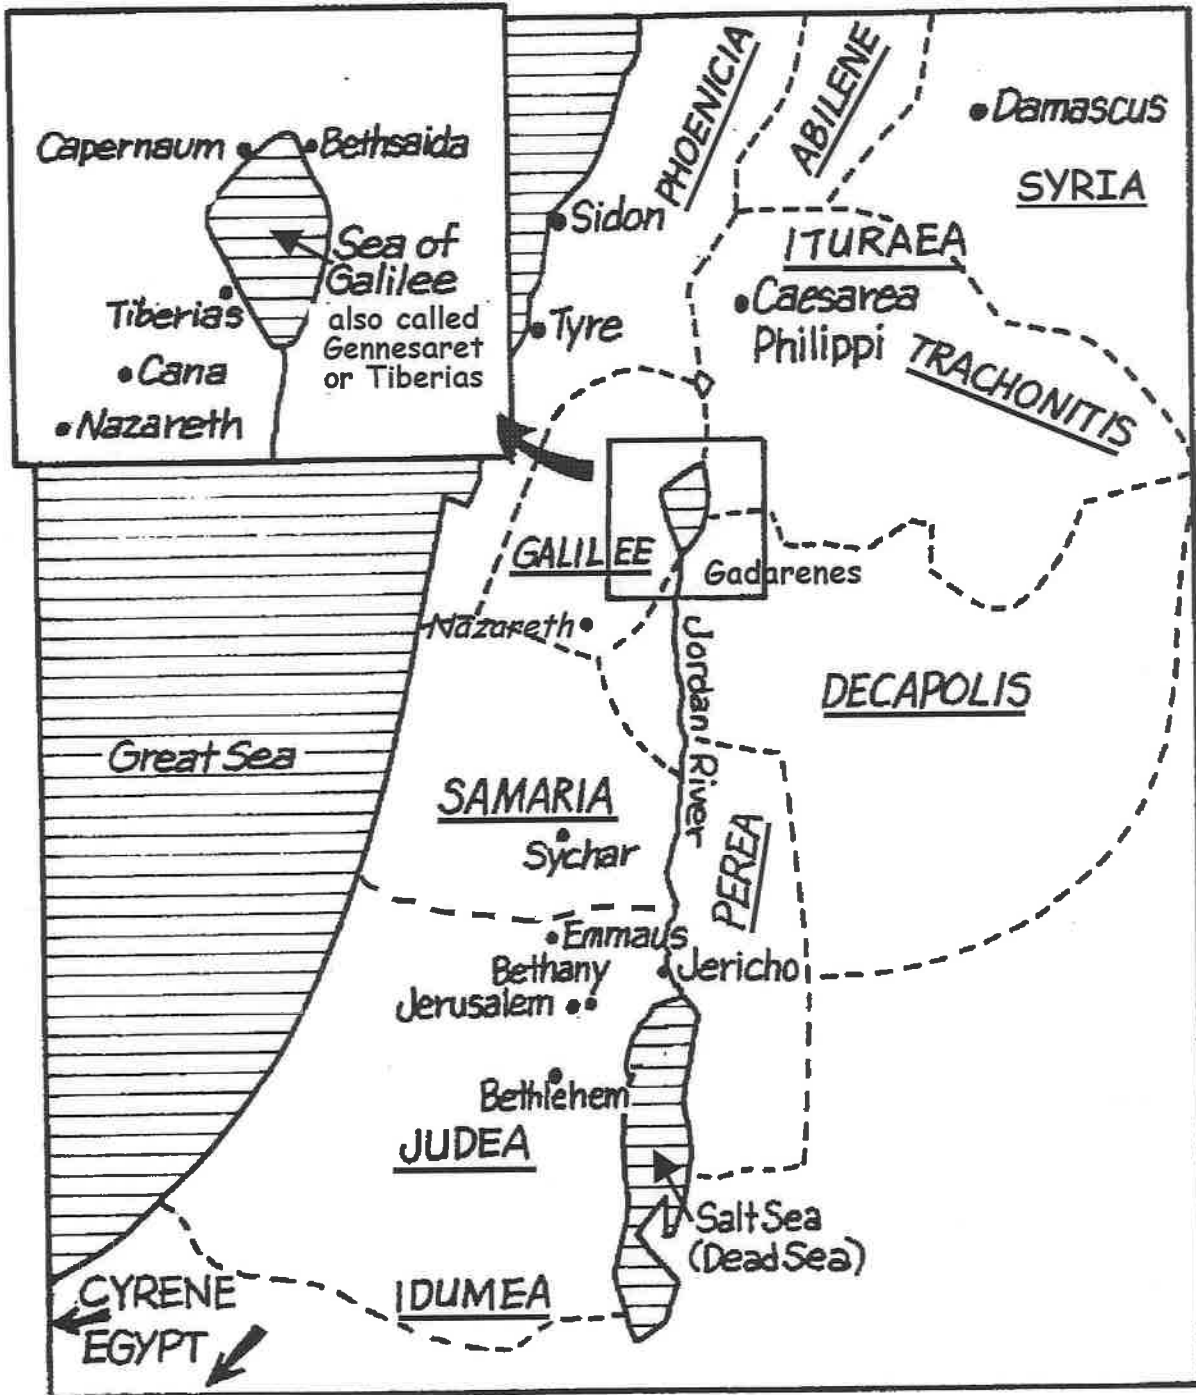 Capernaum
Bethsaida
Sea of
Galilee
also called
Gennesaret
or Tiberias
Tiberias
Cana
Nazareth
PHOENICIA
ABILENE
Damascus
SYRIA
Sidon
ITURAEA
Caesarea
Philippi
Tyre
TRACHONITIS
GALILEE
Gadarenes
Nazareth
Jordan River
DECAPOLIS
Great Sea
SAMARIA
Sychar
PEREA
Emmaus
Bethany
Jericho
Jerusalem
Bethlehem
JUDEA
Salt Sea
(Dead Sea)
CYRENE
IDUMEA
EGYPT